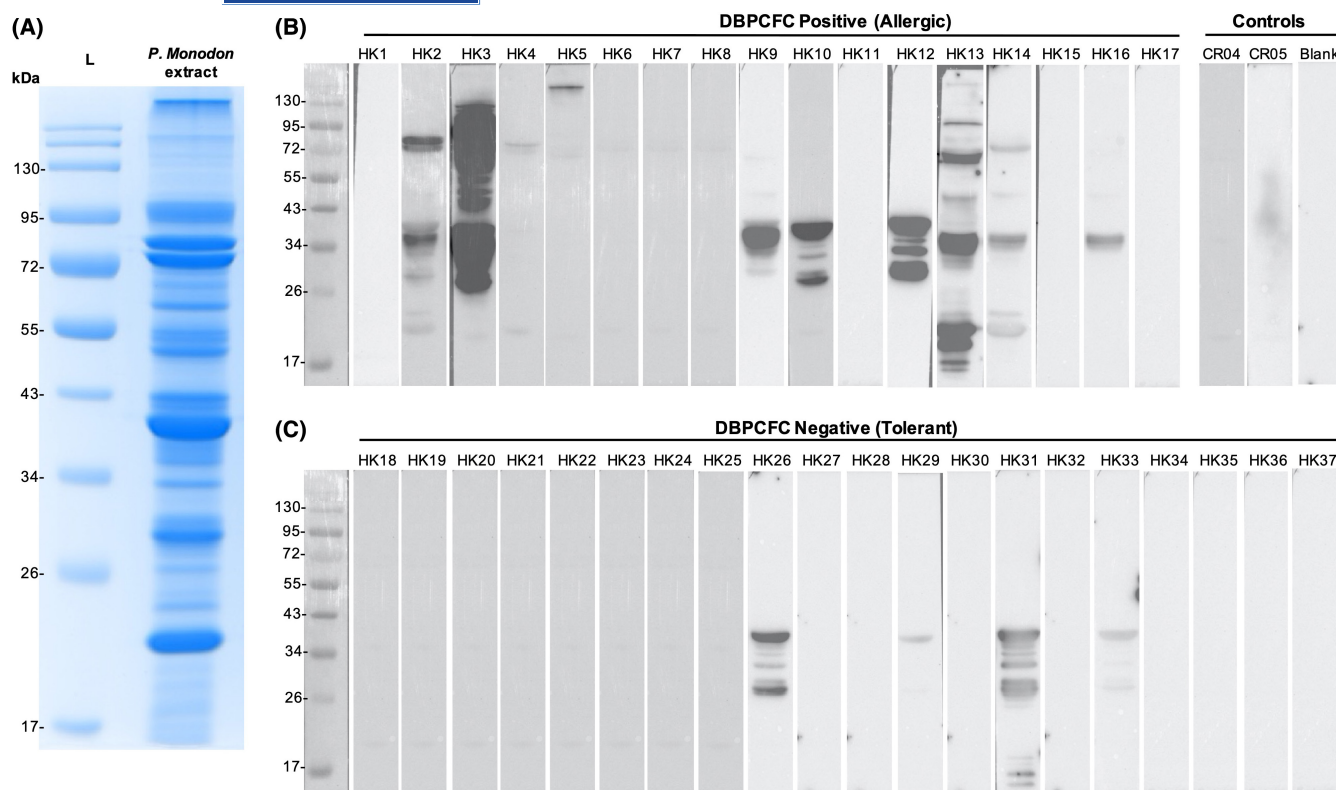 (A)
L
P. Monodon
extract
kDa
130-
95-
72-
55-
43-
34-
26-
17-
(B)
DBPCFC Positive (Allergic)
Controls
HK1 HK2 HK3 HK4 HK5 HK6 HK7 HK8 HK9 HK10 HK11 HK12 HK13 HK14 HK15 HK16 HK17 CR04 CR05 Blank
130-
95-
72-
55-
43-
34-
26-
17-
(C)
DBPCFC Negative (Tolerant)
HK18 HK19 HK20 HK21 HK22 HK23 HK24 HK25 HK26 HK27 HK28 HK29 HK30 HK31 HK32 HK33 HK34 HK35 HK36 HK37
130-
95-
72-
55-
43-
34-
26-
17-